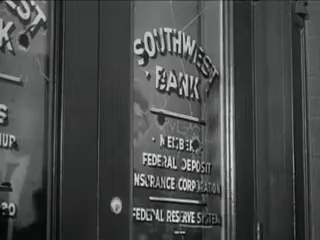 SOUTHWEST
BANK
MEMBER
FEDERAL DEPOSIT
INSURANCE CORPORATION
FEDERAL RESERVE SYSTEM